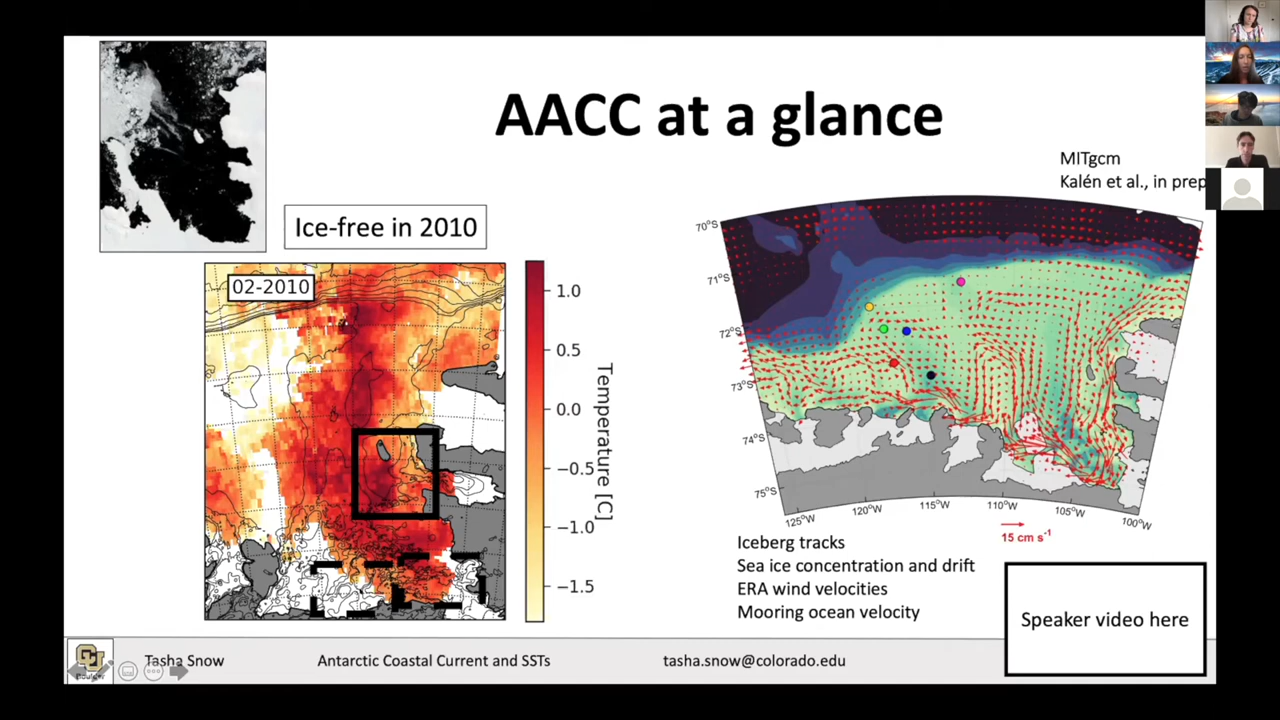 AACC at a glance
MITgcm
Kalén et al., in prep
Ice-free in 2010
02-2010
1.0
0.5
0.0
−0.5
−1.0
−1.5
Temperature [C]
70°S
71°S
72°S
73°S
74°S
75°S
125°W
120°W
115°W
110°W
105°W
100°W
15 cm s-1
Iceberg tracks
Sea ice concentration and drift
ERA wind velocities
Mooring ocean velocity
Speaker video here
CU
Boulder
Tasha Snow
Antarctic Coastal Current and SSTs
tasha.snow@colorado.edu